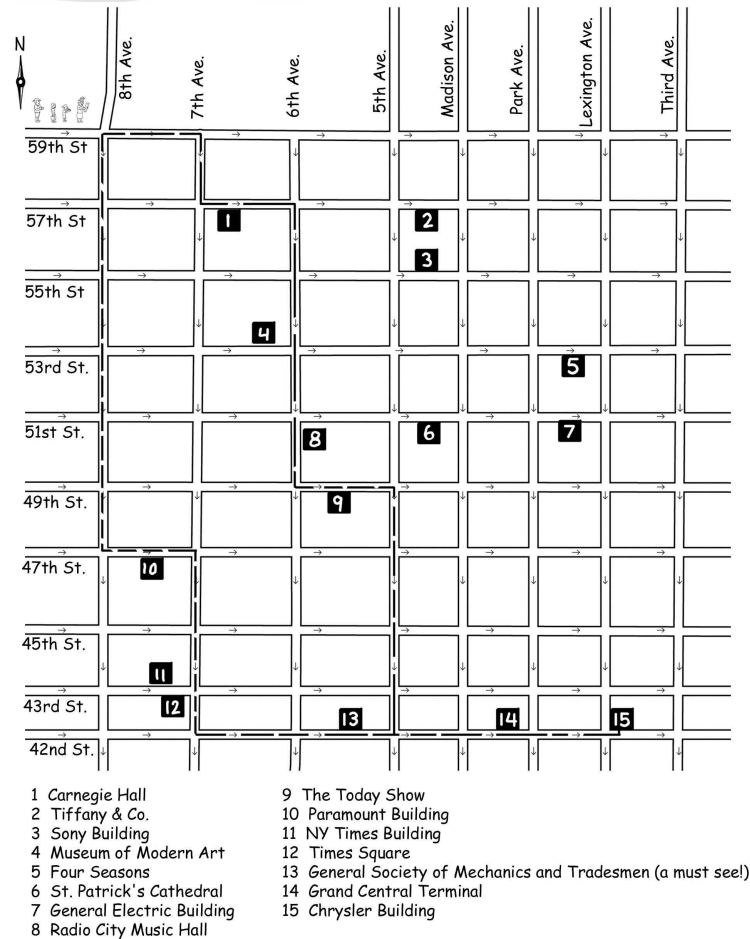 N
8th Ave.
7th Ave.
6th Ave.
5th Ave.
Madison Ave.
Park Ave.
Lexington Ave.
Third Ave.
59th St
57th St
1
2
3
55th St
4
53rd St.
5
51st St.
8
6
7
49th St.
9
47th St.
10
45th St.
11
43rd St.
12
13
14
15
42nd St.
1 Carnegie Hall
2 Tiffany & Co.
3 Sony Building
4 Museum of Modern Art
5 Four Seasons
6 St. Patrick's Cathedral
7 General Electric Building
8 Radio City Music Hall
9 The Today Show
10 Paramount Building
11 NY Times Building
12 Times Square
13 General Society of Mechanics and Tradesmen (a must see!)
14 Grand Central Terminal
15 Chrysler Building